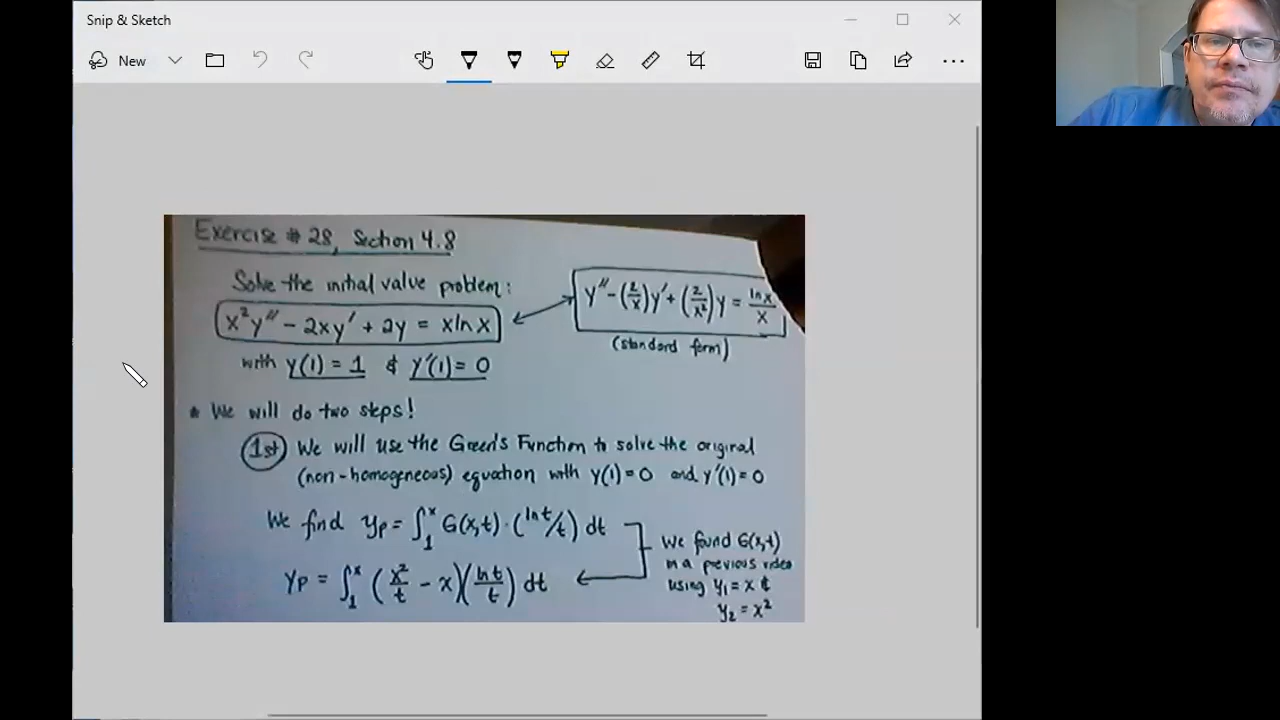 Snip & Sketch
New
Exercise # 28, Section 4.8
Solve the initial value problem:
x²y″ - 2xy′ + 2y = x ln x
y″ - (2/x)y′ + (2/x²)y = ln x/x
(standard form)
with y(1) = 1 & y′(1) = 0
* We will do two steps!
1st We will use the Green's Function to solve the original
(non-homogeneous) equation with y(1) = 0 and y′(1) = 0
We find yp = ∫₁ˣ G(x,t) · (ln t/t) dt
yp = ∫₁ˣ (x²/t - x)(ln t/t) dt
We found G(x,t)
in a previous video
using y₁ = x &
y₂ = x²